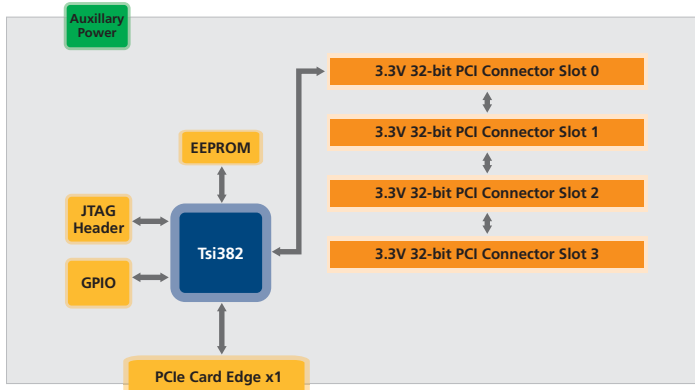 Auxillary
Power
3.3V 32-bit PCI Connector Slot 0
3.3V 32-bit PCI Connector Slot 1
EEPROM
3.3V 32-bit PCI Connector Slot 2
JTAG
Header
Tsi382
3.3V 32-bit PCI Connector Slot 3
GPIO
PCIe Card Edge x1